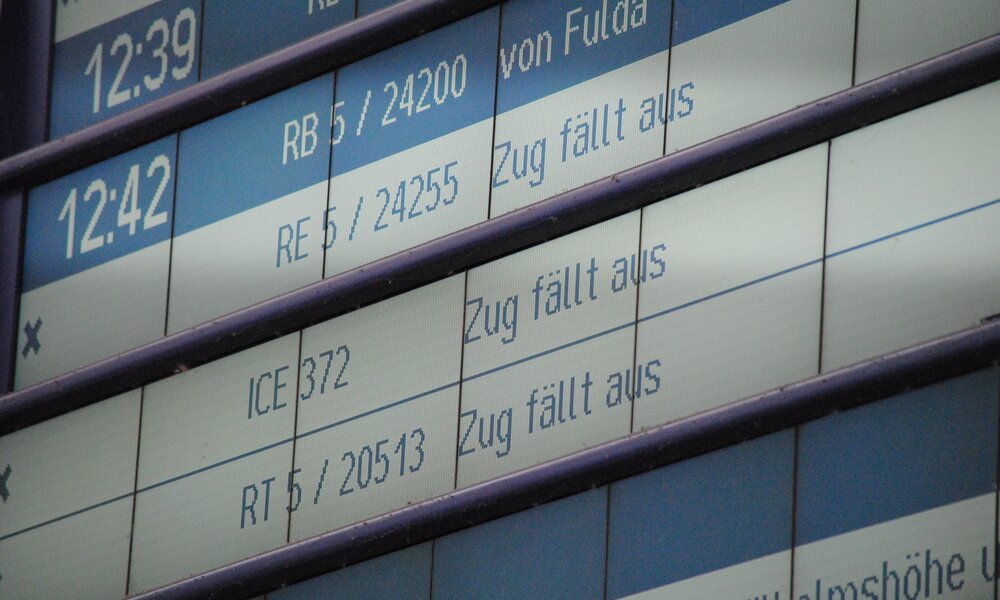 12:39
12:42 RB 5 / 24200 von Fulda
x RE 5 / 24255 Zug fällt aus
x ICE 372 Zug fällt aus
RT 5 / 20513 Zug fällt aus